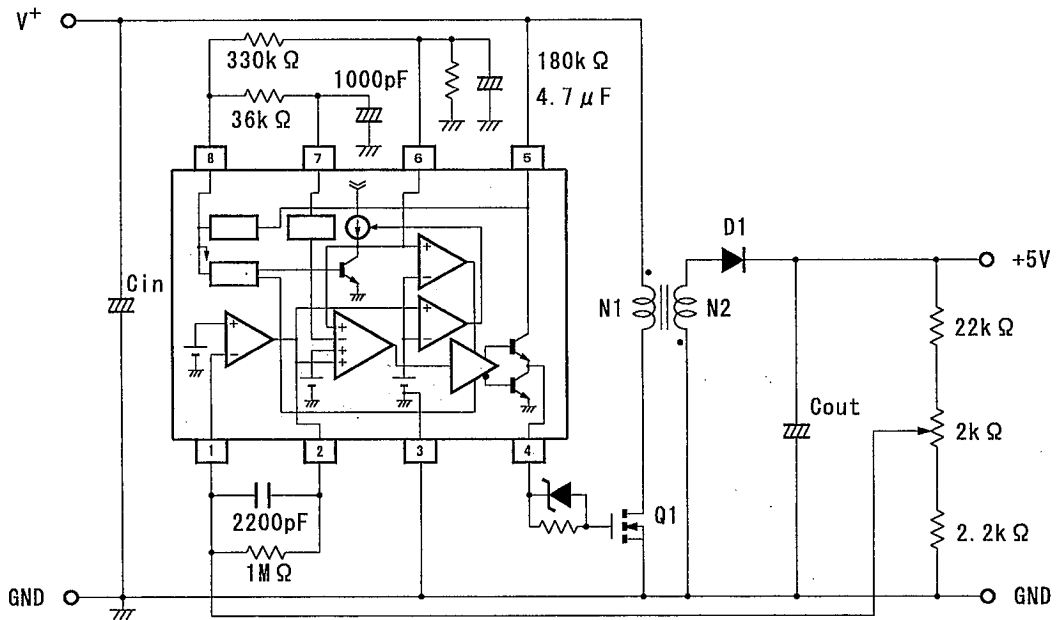 V+
330kΩ
1000pF
36kΩ
180kΩ
4.7μF
8
7
6
5
Cin
D1
+5V
N1
N2
22kΩ
Cout
2kΩ
1
2
3
4
2200pF
1MΩ
Q1
2.2kΩ
GND
GND